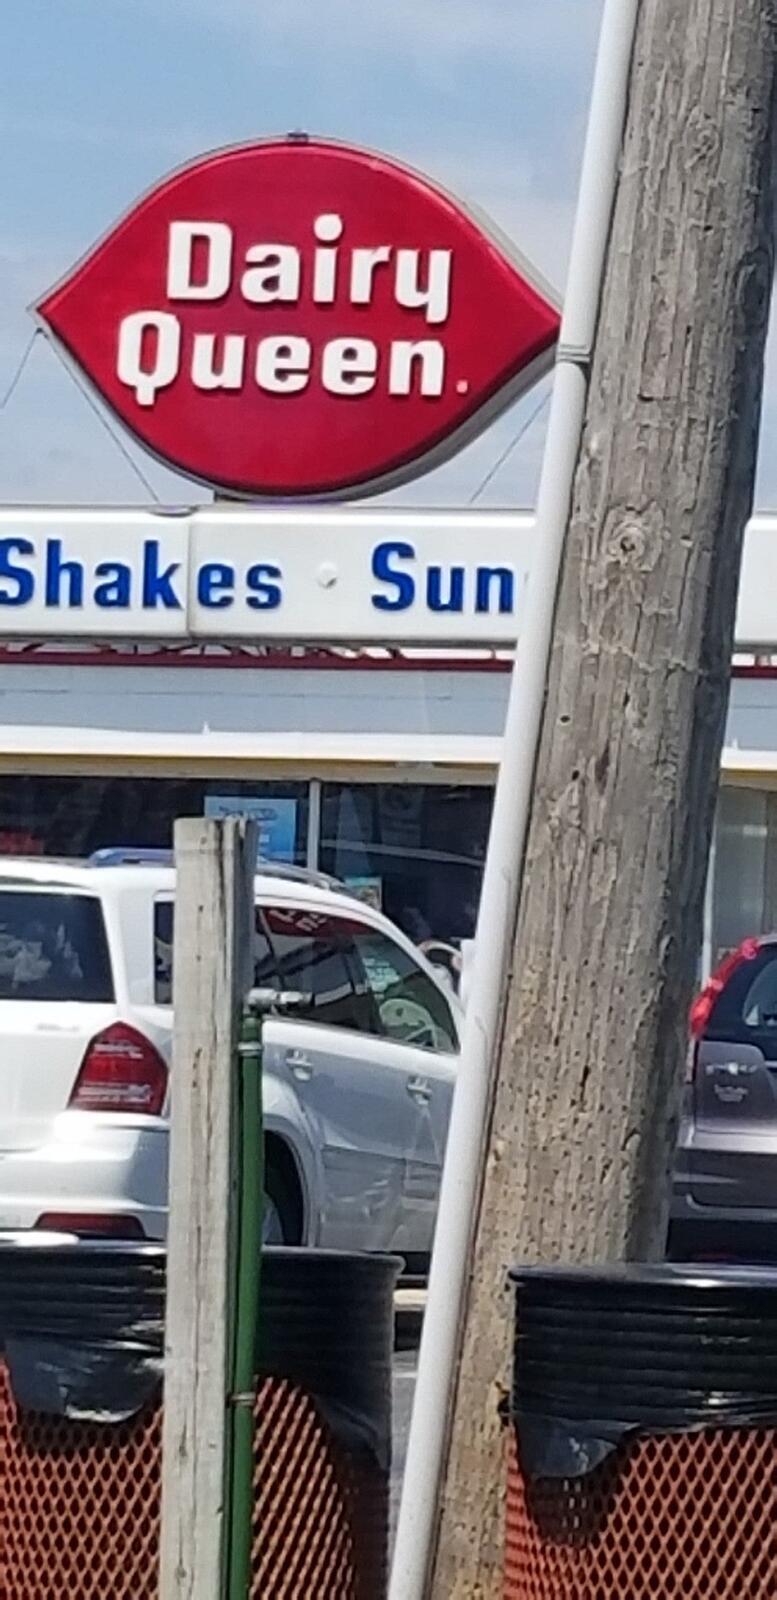 Dairy
Queen.
Shakes · Sun